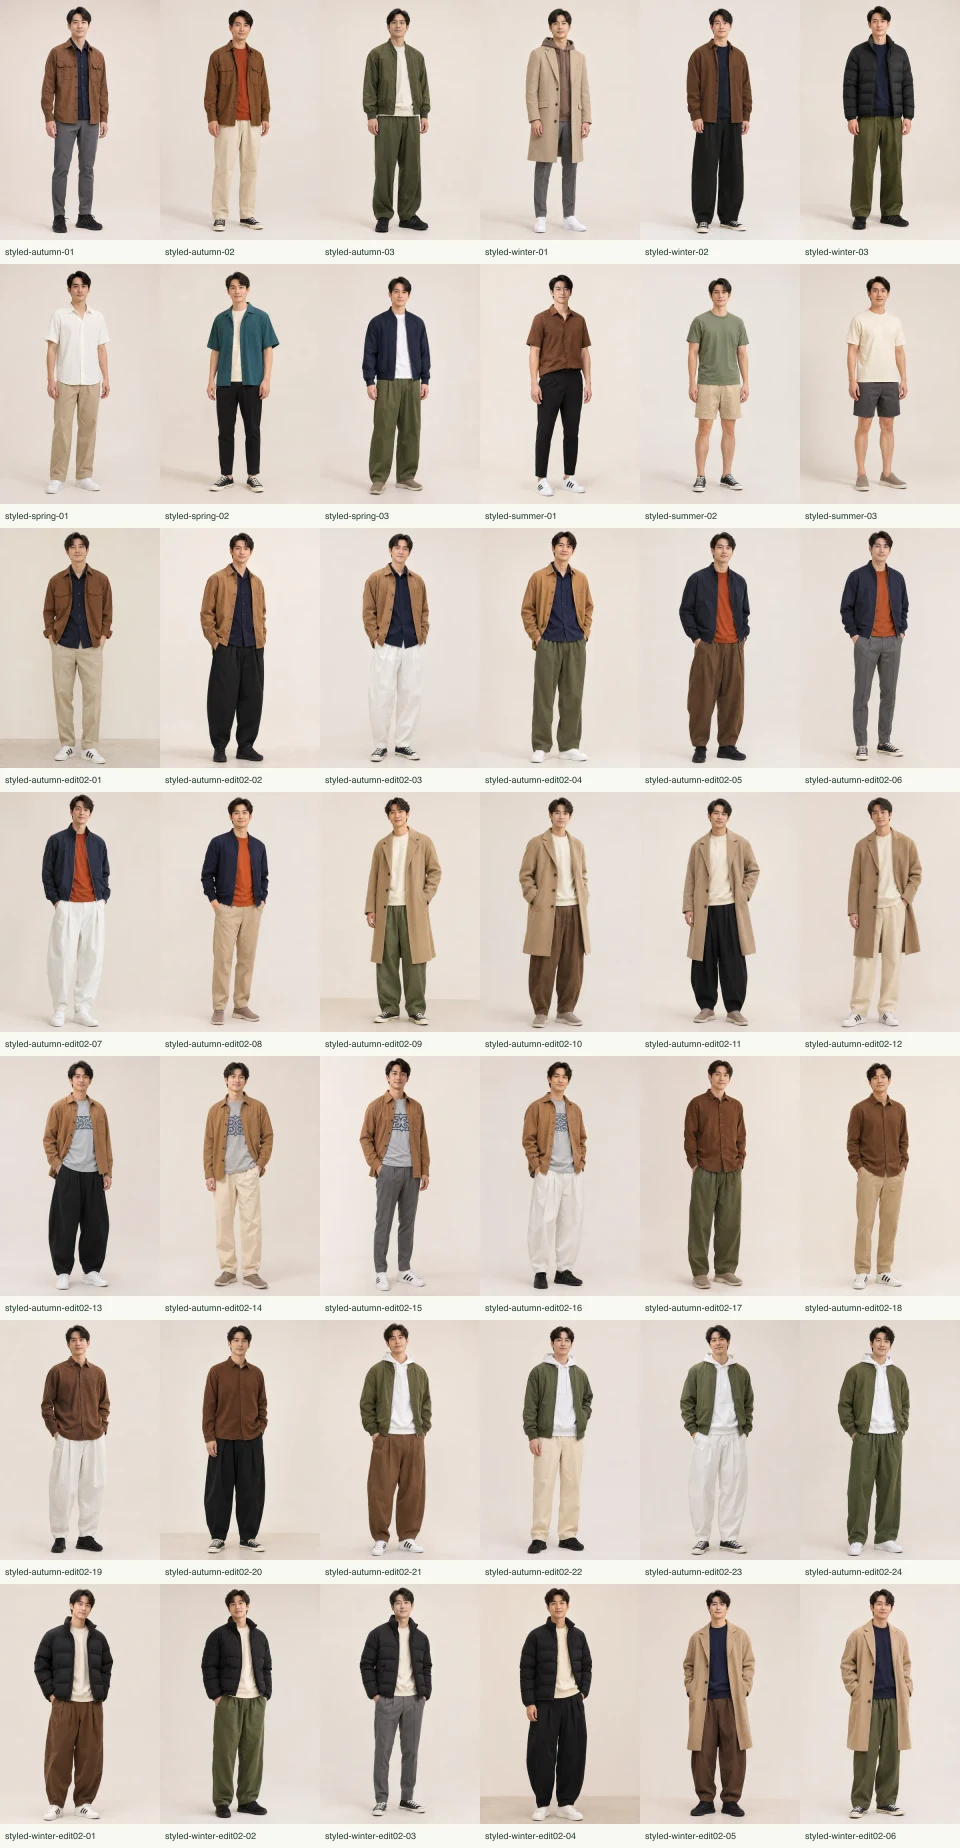 styled-autumn-01
styled-autumn-02
styled-autumn-03
styled-winter-01
styled-winter-02
styled-winter-03
styled-spring-01
styled-spring-02
styled-spring-03
styled-summer-01
styled-summer-02
styled-summer-03
styled-autumn-edit02-01
styled-autumn-edit02-02
styled-autumn-edit02-03
styled-autumn-edit02-04
styled-autumn-edit02-05
styled-autumn-edit02-06
styled-autumn-edit02-07
styled-autumn-edit02-08
styled-autumn-edit02-09
styled-autumn-edit02-10
styled-autumn-edit02-11
styled-autumn-edit02-12
styled-autumn-edit02-13
styled-autumn-edit02-14
styled-autumn-edit02-15
styled-autumn-edit02-16
styled-autumn-edit02-17
styled-autumn-edit02-18
styled-autumn-edit02-19
styled-autumn-edit02-20
styled-autumn-edit02-21
styled-autumn-edit02-22
styled-autumn-edit02-23
styled-autumn-edit02-24
styled-winter-edit02-01
styled-winter-edit02-02
styled-winter-edit02-03
styled-winter-edit02-04
styled-winter-edit02-05
styled-winter-edit02-06